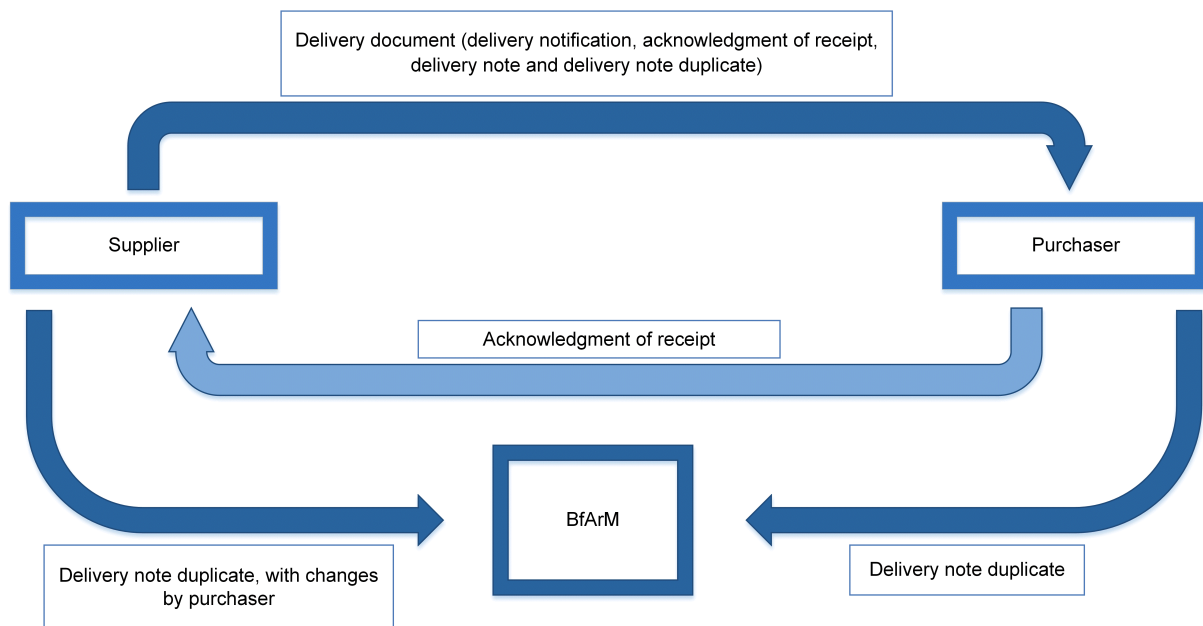 Delivery document (delivery notification, acknowledgment of receipt,
delivery note and delivery note duplicate)
Supplier
Purchaser
Acknowledgment of receipt
BfArM
Delivery note duplicate, with changes
by purchaser
Delivery note duplicate